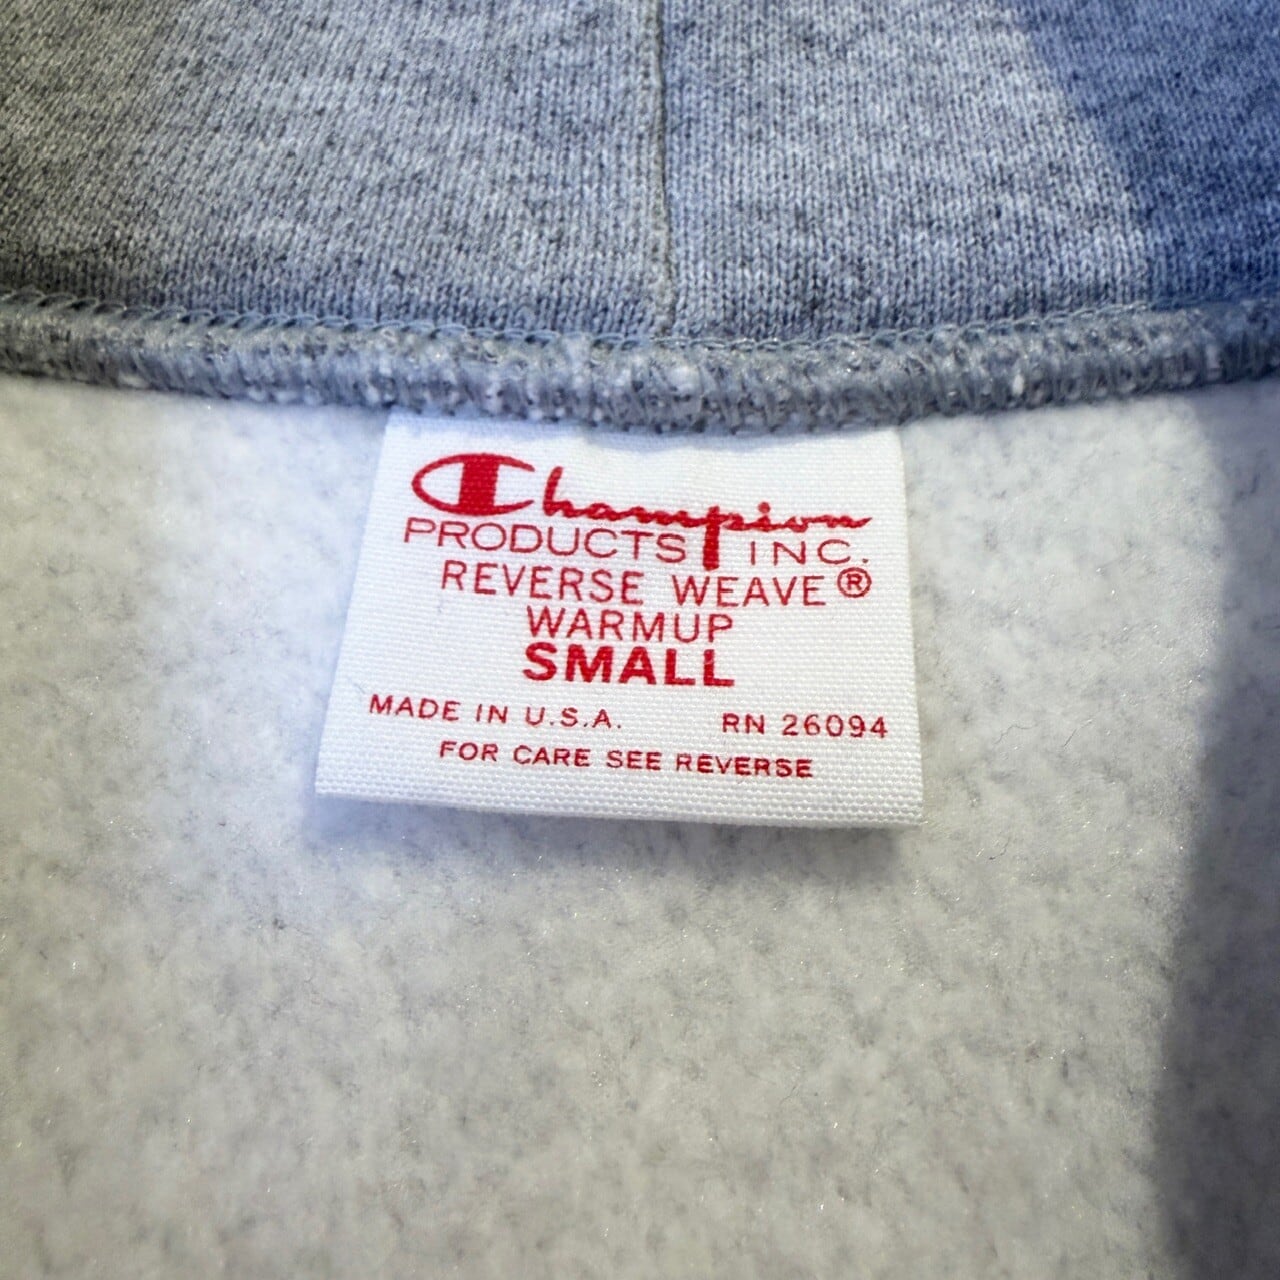 Champion
PRODUCTS INC.
REVERSE WEAVE®
WARMUP
SMALL
MADE IN U.S.A. RN 26094
FOR CARE SEE REVERSE